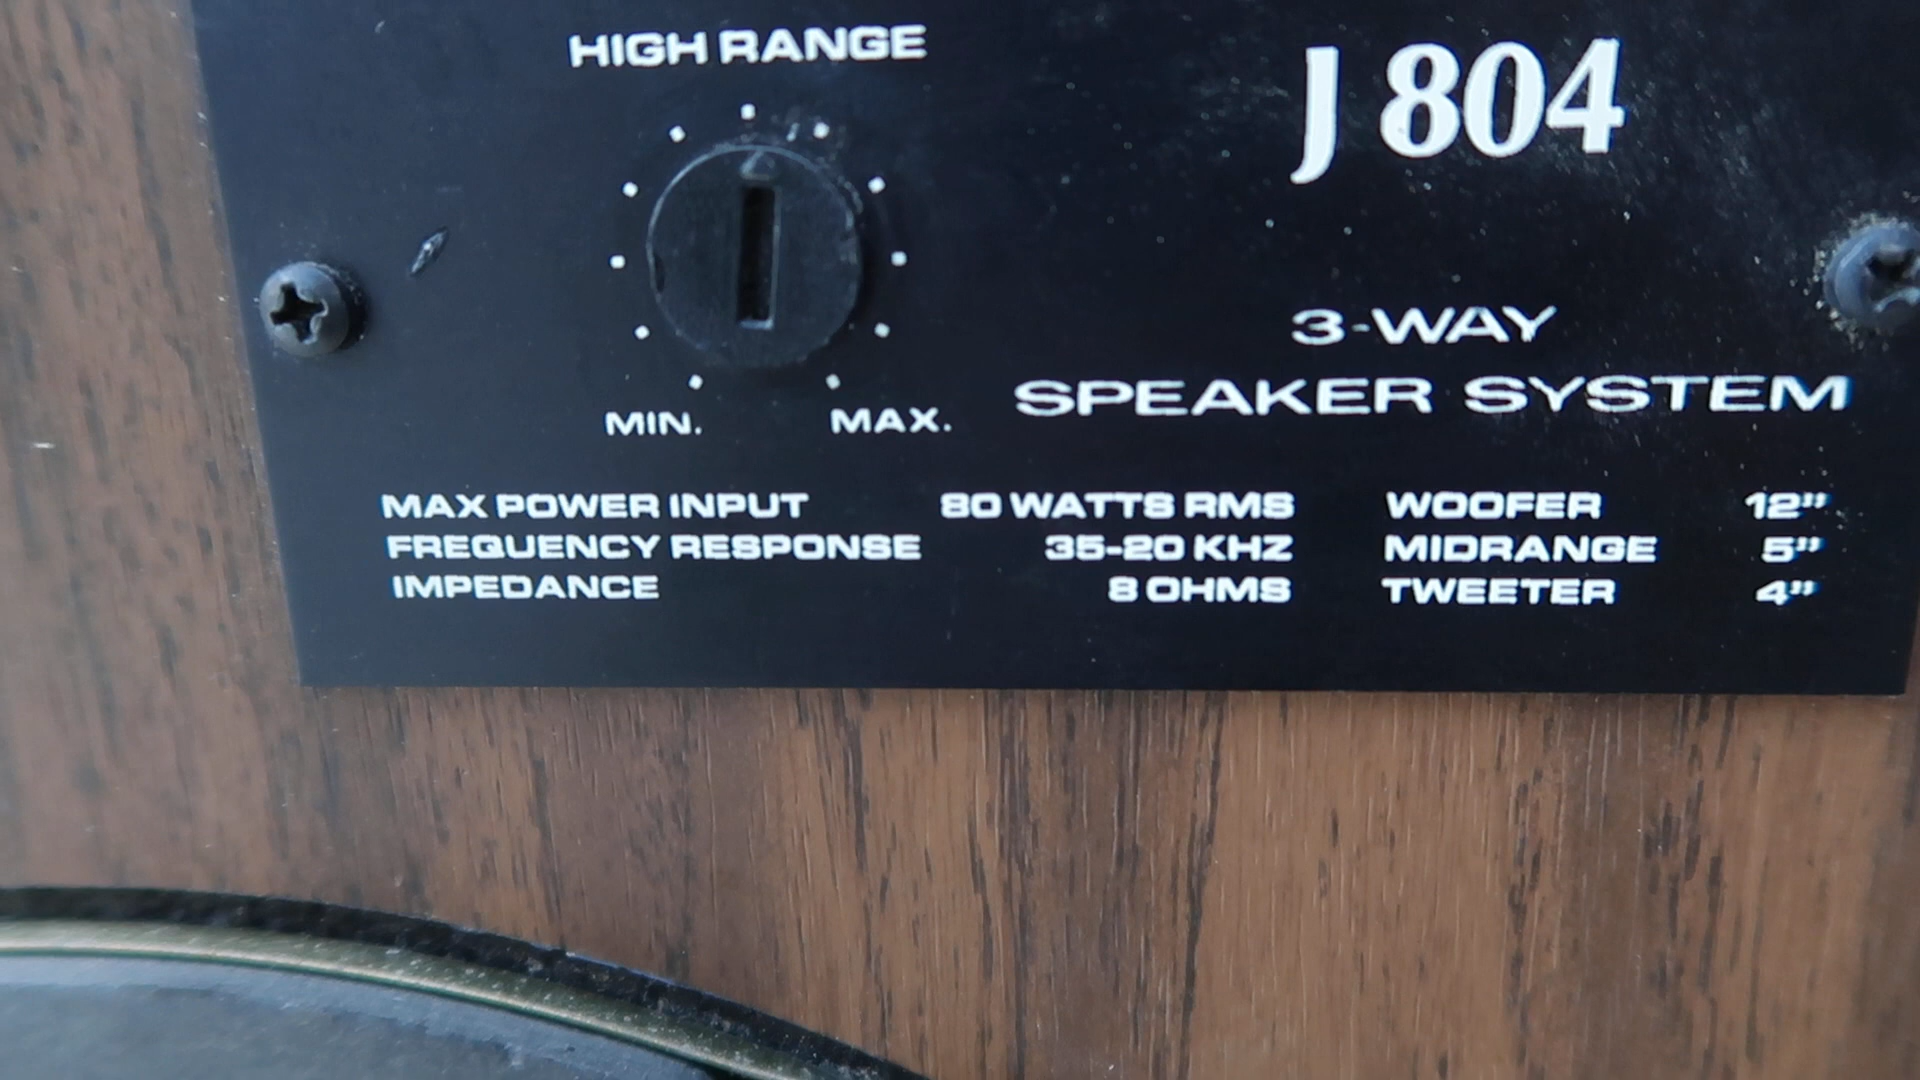 HIGH RANGE
J 804
3-WAY
SPEAKER SYSTEM
MIN. MAX.
MAX POWER INPUT 80 WATTS RMS WOOFER 12”
FREQUENCY RESPONSE 35-20 KHZ MIDRANGE 5”
IMPEDANCE 8 OHMS TWEETER 4”